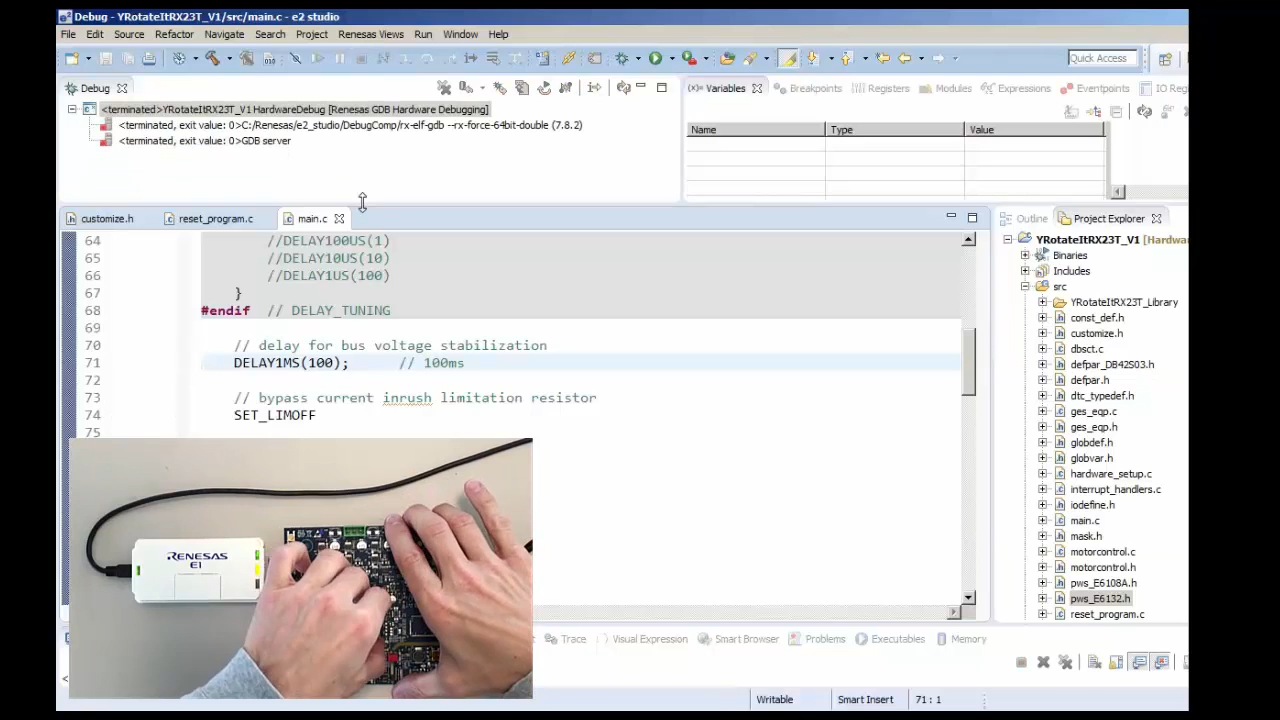 Debug - YRotateItRX23T_V1/src/main.c - e2 studio
File Edit Source Refactor Navigate Search Project Renesas Views Run Window Help
Quick Access
Debug
(x)= Variables Breakpoints Registers Modules Expressions Eventpoints IO Reg
<terminated>YRotateItRX23T_V1 HardwareDebug [Renesas GDB Hardware Debugging]
<terminated, exit value: 0>C:/Renesas/e2_studio/DebugComp/rx-elf-gdb --rx-force-64bit-double (7.8.2)
<terminated, exit value: 0>GDB server
Name Type Value
customize.h reset_program.c main.c
Outline Project Explorer
64 //DELAY100US(1)
65 //DELAY10US(10)
66 //DELAY1US(100)
67 }
68 #endif // DELAY_TUNING
69
70 // delay for bus voltage stabilization
71 DELAY1MS(100); // 100ms
72
73 // bypass current inrush limitation resistor
74 SET_LIMOFF
75
YRotateItRX23T_V1 [Hardwa
Binaries
Includes
src
YRotateItRX23T_Library
const_def.h
customize.h
dbsct.c
defpar_DB42S03.h
defpar.h
dtc_typedef.h
ges_eqp.c
ges_eqp.h
globdef.h
globvar.h
hardware_setup.c
interrupt_handlers.c
iodefine.h
main.c
mask.h
motorcontrol.c
motorcontrol.h
pws_E6108A.h
pws_E6132.h
reset_program.c
RENESAS
E1
Trace Visual Expression Smart Browser Problems Executables Memory
Writable Smart Insert 71 : 1